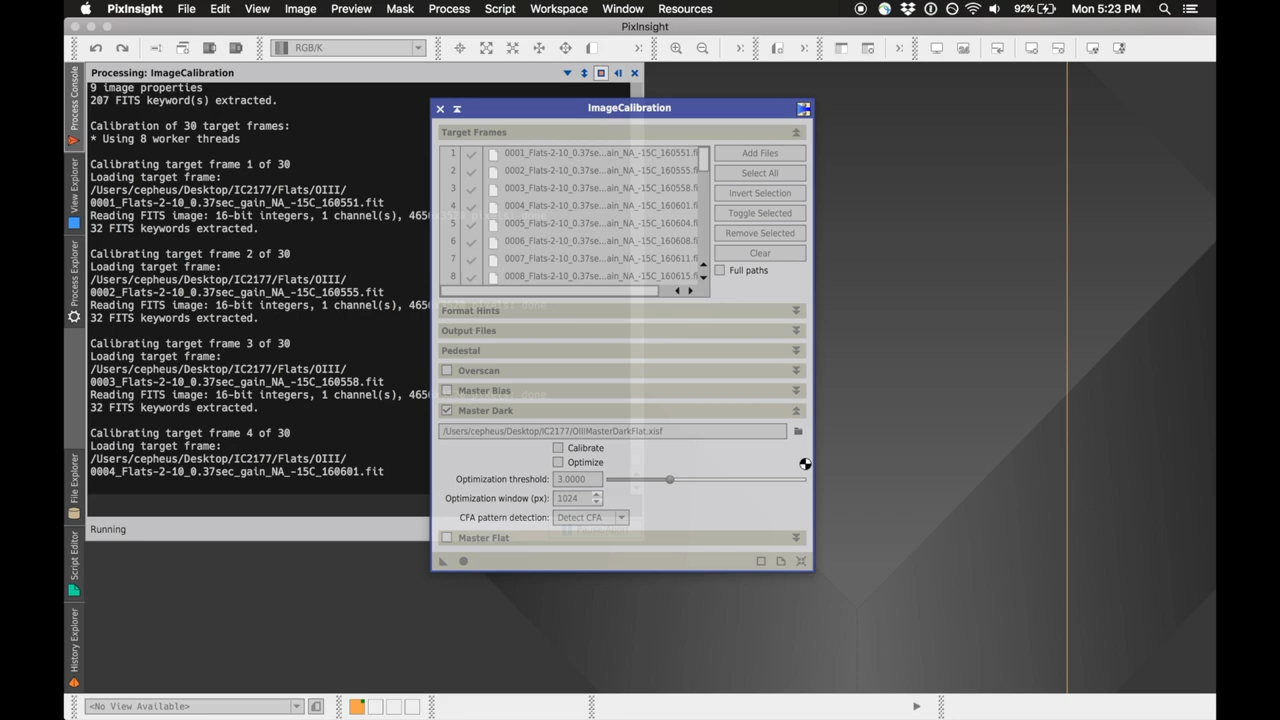 PixInsight File Edit View Image Preview Mask Process Script Workspace Window Resources 92% Mon 5:23 PM
PixInsight
RGB/K
Processing: ImageCalibration
9 image properties
207 FITS keyword(s) extracted.
Calibration of 30 target frames:
* Using 8 worker threads
Calibrating target frame 1 of 30
Loading target frame:
/Users/cepheus/Desktop/IC2177/Flats/OIII/
0001_Flats-2-10_0.37sec_gain_NA_-15C_160551.fit
Reading FITS image: 16-bit integers, 1 channel(s), 4656
32 FITS keywords extracted.
Calibrating target frame 2 of 30
Loading target frame:
/Users/cepheus/Desktop/IC2177/Flats/OIII/
0002_Flats-2-10_0.37sec_gain_NA_-15C_160555.fit
Reading FITS image: 16-bit integers, 1 channel(s), 4656
32 FITS keywords extracted.
Calibrating target frame 3 of 30
Loading target frame:
/Users/cepheus/Desktop/IC2177/Flats/OIII/
0003_Flats-2-10_0.37sec_gain_NA_-15C_160558.fit
Reading FITS image: 16-bit integers, 1 channel(s), 4656
32 FITS keywords extracted.
Calibrating target frame 4 of 30
Loading target frame:
/Users/cepheus/Desktop/IC2177/Flats/OIII/
0004_Flats-2-10_0.37sec_gain_NA_-15C_160601.fit
Running
Process Console
View Explorer
Process Explorer
File Explorer
Script Editor
History Explorer
ImageCalibration
Target Frames
1 0001_Flats-2-10_0.37se...ain_NA_-15C_160551.fi
2 0002_Flats-2-10_0.37se...ain_NA_-15C_160555.fi
3 0003_Flats-2-10_0.37se...ain_NA_-15C_160558.fi
4 0004_Flats-2-10_0.37se...ain_NA_-15C_160601.fi
5 0005_Flats-2-10_0.37se...ain_NA_-15C_160604.fi
6 0006_Flats-2-10_0.37se...ain_NA_-15C_160608.fi
7 0007_Flats-2-10_0.37se...ain_NA_-15C_160611.fi
8 0008_Flats-2-10_0.37se...ain_NA_-15C_160615.fi
Add Files
Select All
Invert Selection
Toggle Selected
Remove Selected
Clear
Full paths
Format Hints
Output Files
Pedestal
Overscan
Master Bias
Master Dark
/Users/cepheus/Desktop/IC2177/OIIIMasterDarkFlat.xisf
Calibrate
Optimize
Optimization threshold: 3.0000
Optimization window (px): 1024
CFA pattern detection: Detect CFA
Master Flat
<No View Available>